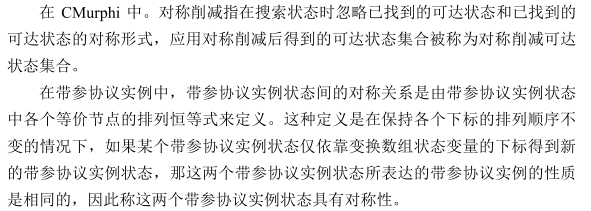 在 CMurphi 中。对称削减指在搜索状态时忽略已找到的可达状态和已找到的
可达状态的对称形式，应用对称削减后得到的可达状态集合被称为对称削减可达
状态集合。
在带参协议实例中，带参协议实例状态间的对称关系是由带参协议实例状态
中各个等价节点的排列恒等式来定义。这种定义是在保持各个下标的排列顺序不
变的情况下，如果某个带参协议实例状态仅依靠变换数组状态变量的下标得到新
的带参协议实例状态，那这两个带参协议实例状态所表达的带参协议实例的性质
是相同的，因此称这两个带参协议实例状态具有对称性。